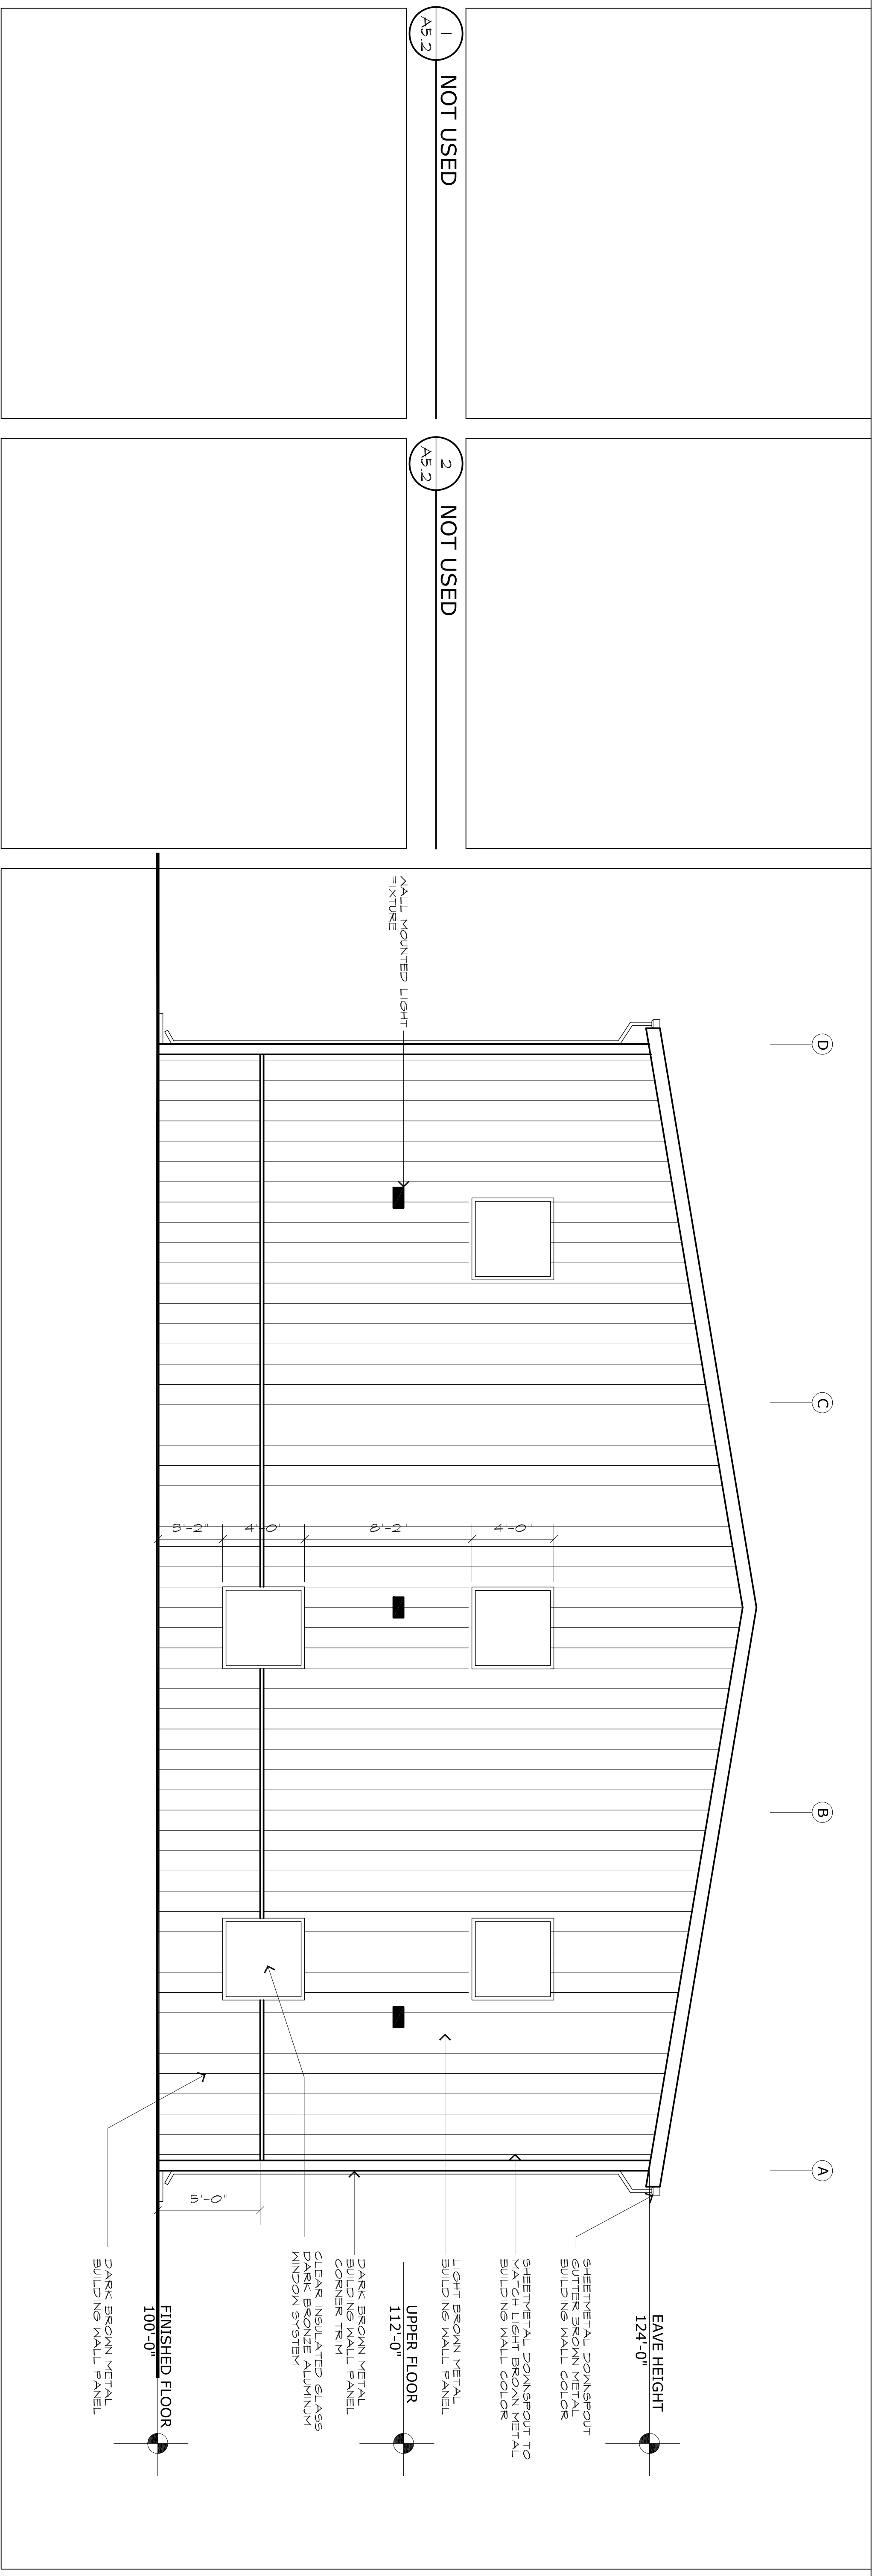 1
A5.2
NOT USED
2
A5.2
NOT USED
D
C
B
A
WALL MOUNTED LIGHT
FIXTURE
4'-0"
8'-2"
4'-0"
3'-2"
5'-0"
SHEETMETAL DOWNSPOUT
GUTTER BROWN METAL
BUILDING WALL COLOR
EAVE HEIGHT
124'-0"
SHEETMETAL DOWNSPOUT TO
MATCH LIGHT BROWN METAL
BUILDING WALL COLOR
LIGHT BROWN METAL
BUILDING WALL PANEL
UPPER FLOOR
112'-0"
DARK BROWN METAL
BUILDING WALL PANEL
CORNER TRIM
CLEAR INSULATED GLASS
DARK BRONZE ALUMINUM
WINDOW SYSTEM
FINISHED FLOOR
100'-0"
DARK BROWN METAL
BUILDING WALL PANEL